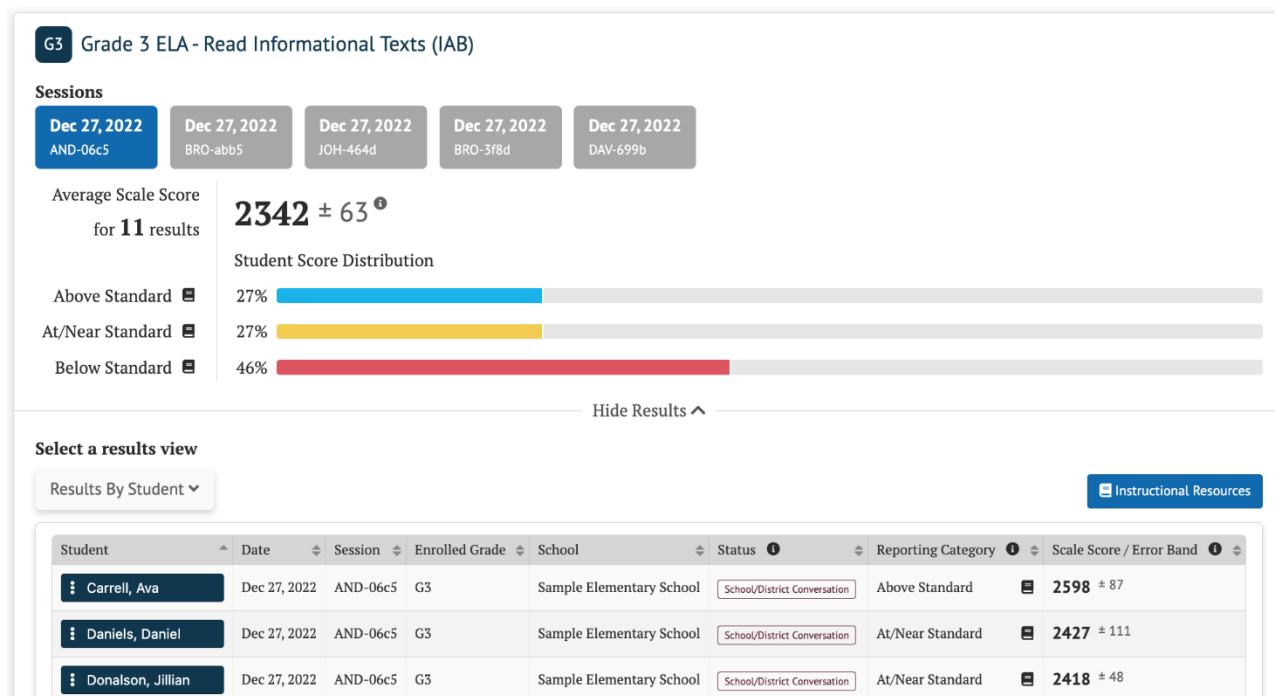 G3 Grade 3 ELA - Read Informational Texts (IAB)
Sessions
Dec 27, 2022 Dec 27, 2022 Dec 27, 2022 Dec 27, 2022 Dec 27, 2022
AND-06c5 BRO-abb5 JOH-464d BRO-3f8d DAV-699b
Average Scale Score
for 11 results
2342 ± 63
Student Score Distribution
Above Standard 27%
At/Near Standard 27%
Below Standard 46%
Hide Results
Select a results view
Results By Student
Instructional Resources
Student Date Session Enrolled Grade School Status Reporting Category Scale Score / Error Band
Carrell, Ava Dec 27, 2022 AND-06c5 G3 Sample Elementary School School/District Conversation Above Standard 2598 ± 87
Daniels, Daniel Dec 27, 2022 AND-06c5 G3 Sample Elementary School School/District Conversation At/Near Standard 2427 ± 111
Donalson, Jillian Dec 27, 2022 AND-06c5 G3 Sample Elementary School School/District Conversation At/Near Standard 2418 ± 48